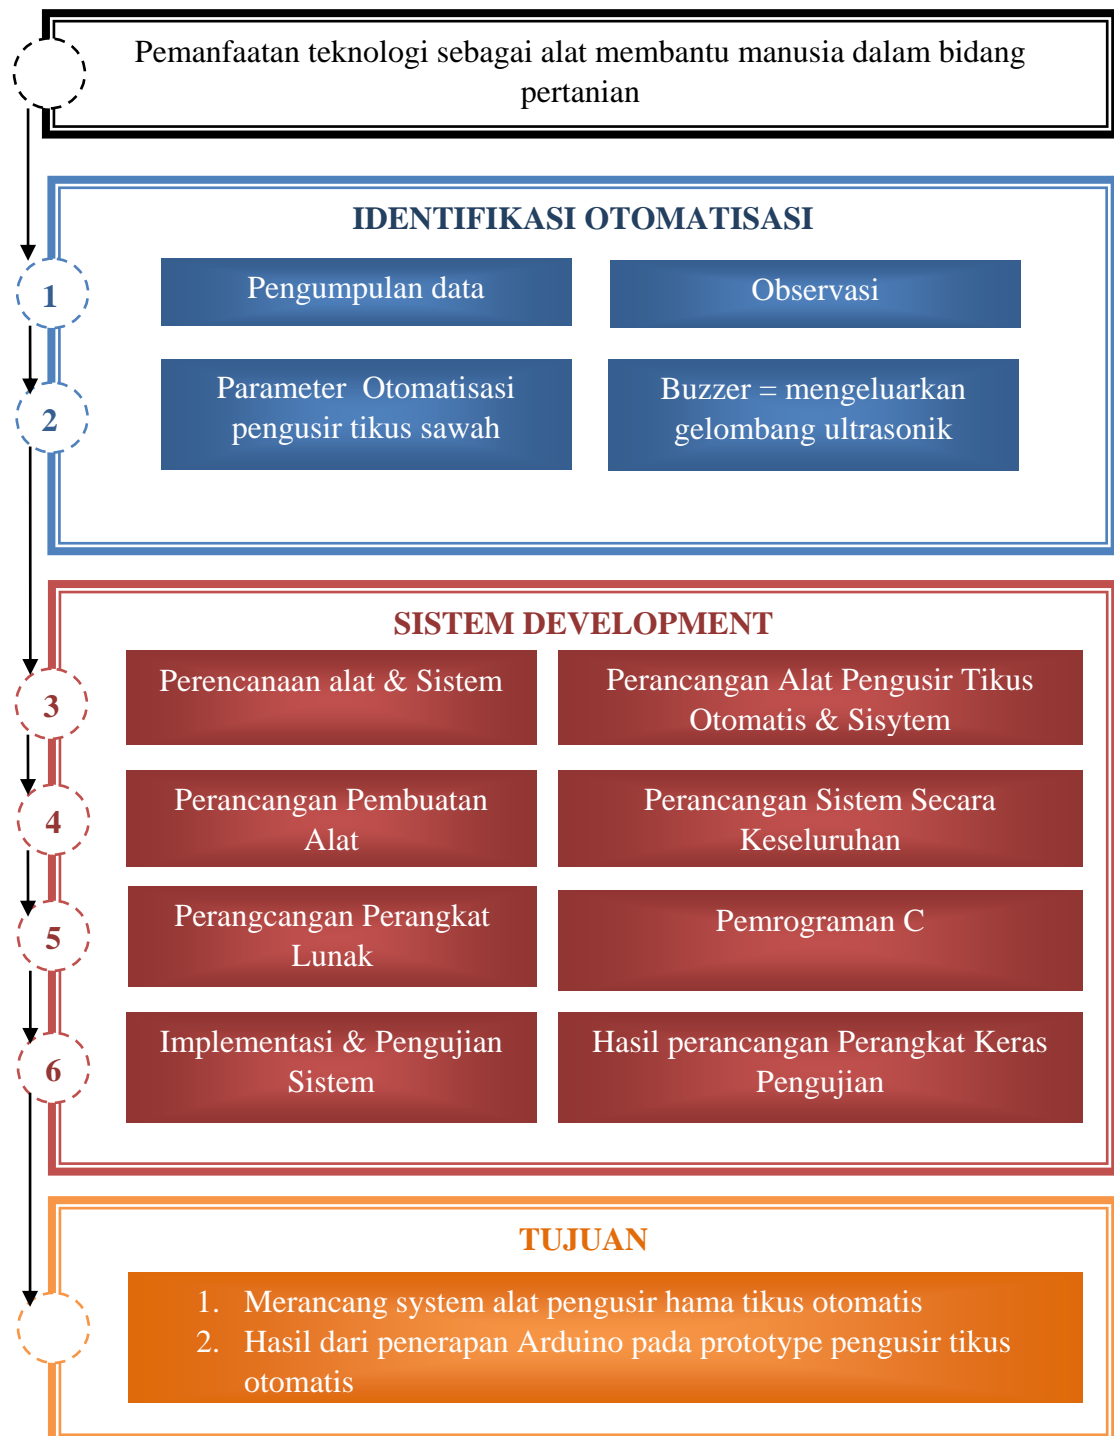 Pemanfaatan teknologi sebagai alat membantu manusia dalam bidang
pertanian
IDENTIFIKASI OTOMATISASI
1
Pengumpulan data
Observasi
2
Parameter  Otomatisasi
pengusir tikus sawah
Buzzer = mengeluarkan
gelombang ultrasonik
SISTEM DEVELOPMENT
3
Perencanaan alat & Sistem
Perancangan Alat Pengusir Tikus
Otomatis & Sisytem
4
Perancangan Pembuatan
Alat
Perancangan Sistem Secara
Keseluruhan
5
Perangcangan Perangkat
Lunak
Pemrograman C
6
Implementasi & Pengujian
Sistem
Hasil perancangan Perangkat Keras
Pengujian
TUJUAN
1. Merancang system alat pengusir hama tikus otomatis
2. Hasil dari penerapan Arduino pada prototype pengusir tikus
otomatis